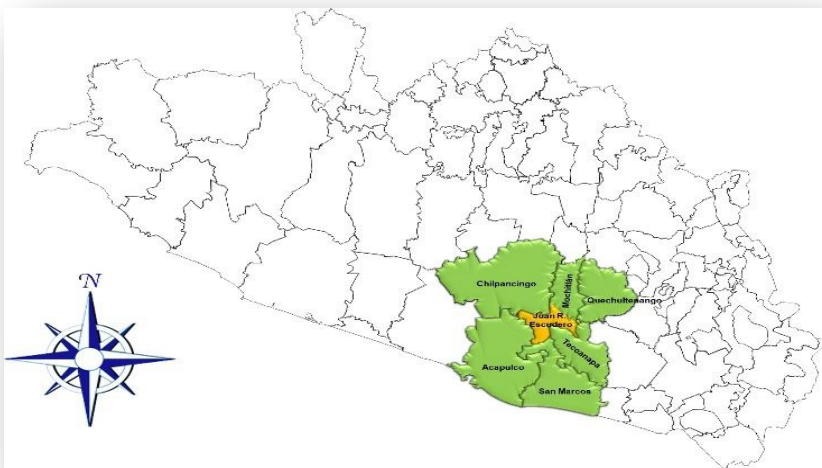 N
Chilpancingo
Mochitlán
Quechultenango
Juan R.
Escudero
Tecoanapa
Acapulco
San Marcos